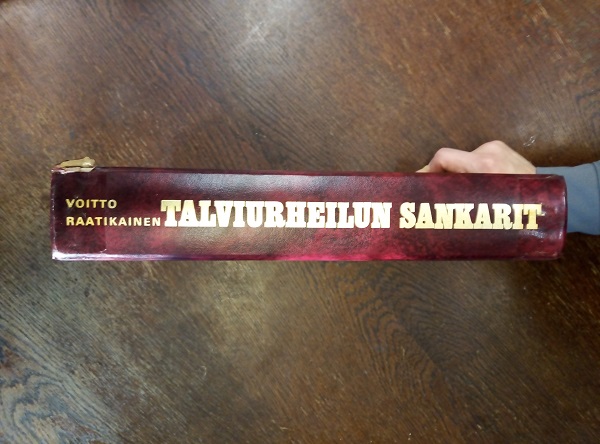 VOITTO
RAATIKAINEN
TALVIURHEILUN SANKARIT